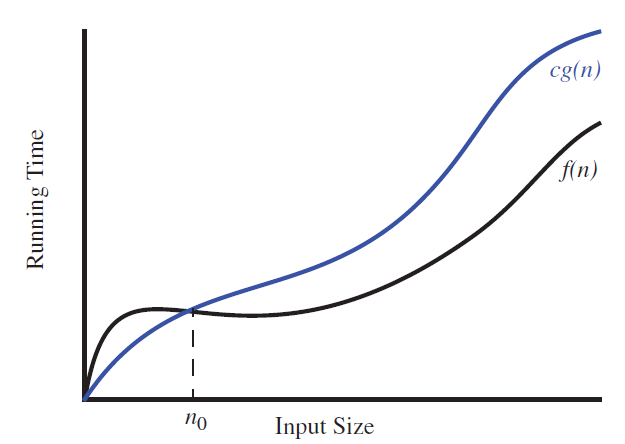 cg(n)
f(n)
Running Time
n₀
Input Size